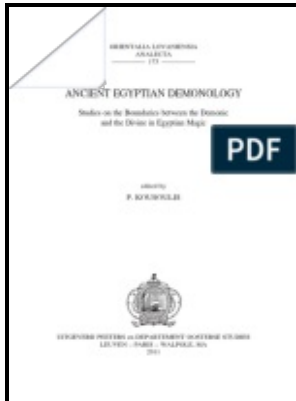 ORIENTALIA LOVANIENSIA
ANALECTA
175
ANCIENT EGYPTIAN DEMONOLOGY
Studies on the Boundaries between the Demonic
and the Divine in Egyptian Magic
PDF
edited by
P. KOUSOULIS
UITGEVERIJ PEETERS en DEPARTEMENT OOSTERSE STUDIES
LEUVEN – PARIS – WALPOLE, MA
2011